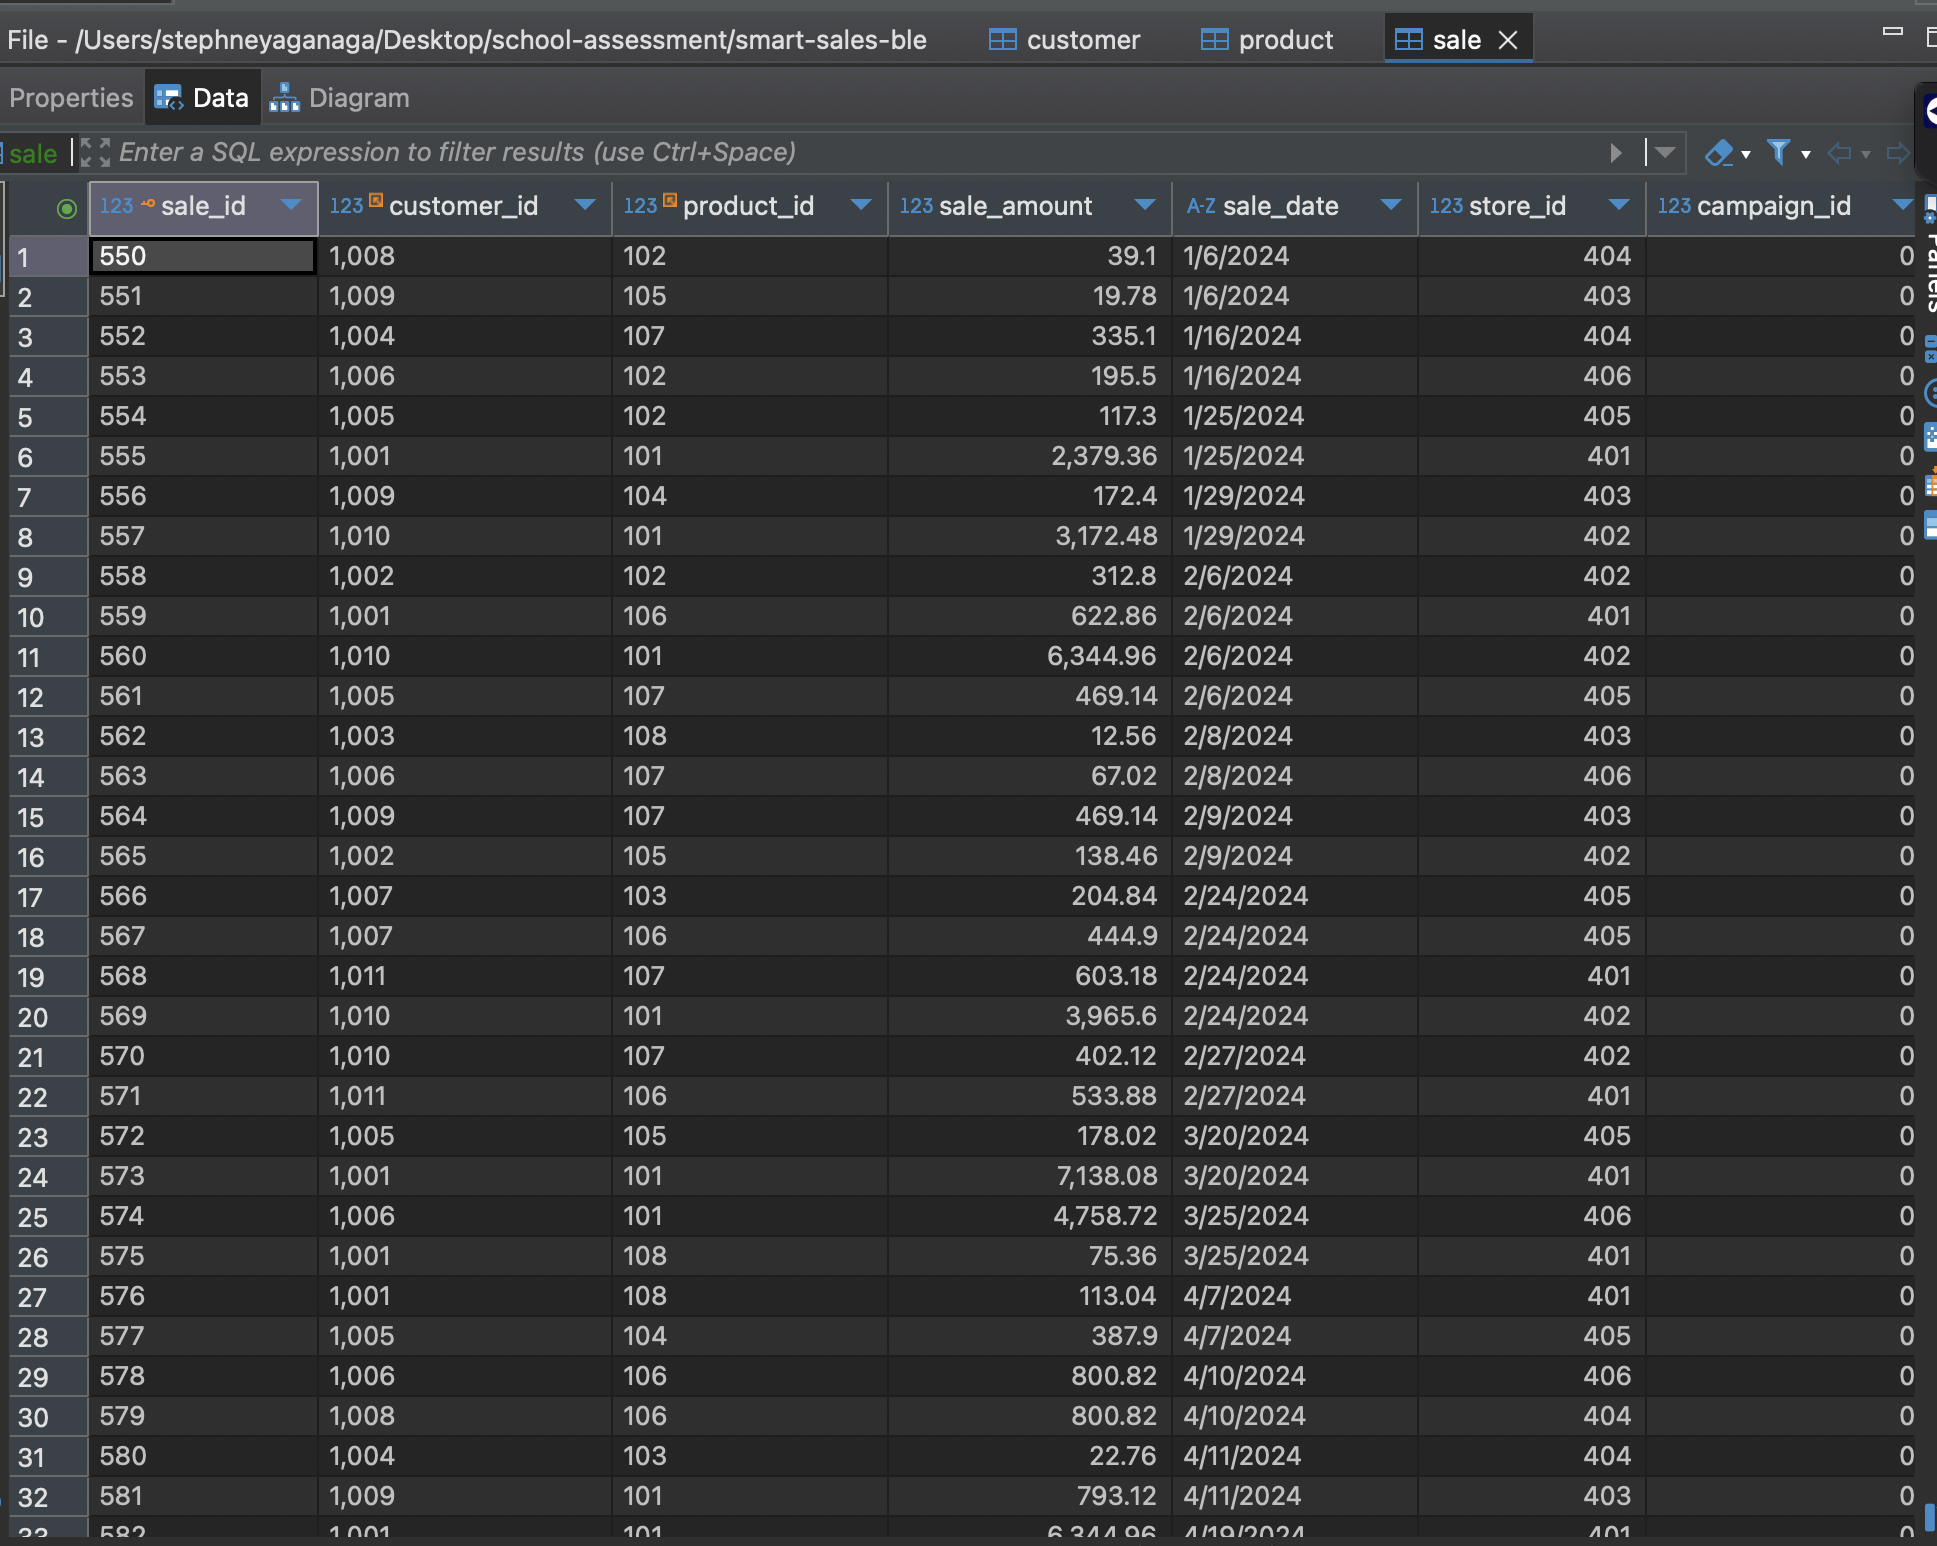 File - /Users/stephneyaganaga/Desktop/school-assessment/smart-sales-ble customer product sale
Properties Data Diagram
sale Enter a SQL expression to filter results (use Ctrl+Space)
123 sale_id 123 customer_id 123 product_id 123 sale_amount A-Z sale_date 123 store_id 123 campaign_id
1 550 1,008 102 39.1 1/6/2024 404 0
2 551 1,009 105 19.78 1/6/2024 403 0
3 552 1,004 107 335.1 1/16/2024 404 0
4 553 1,006 102 195.5 1/16/2024 406 0
5 554 1,005 102 117.3 1/25/2024 405 0
6 555 1,001 101 2,379.36 1/25/2024 401 0
7 556 1,009 104 172.4 1/29/2024 403 0
8 557 1,010 101 3,172.48 1/29/2024 402 0
9 558 1,002 102 312.8 2/6/2024 402 0
10 559 1,001 106 622.86 2/6/2024 401 0
11 560 1,010 101 6,344.96 2/6/2024 402 0
12 561 1,005 107 469.14 2/6/2024 405 0
13 562 1,003 108 12.56 2/8/2024 403 0
14 563 1,006 107 67.02 2/8/2024 406 0
15 564 1,009 107 469.14 2/9/2024 403 0
16 565 1,002 105 138.46 2/9/2024 402 0
17 566 1,007 103 204.84 2/24/2024 405 0
18 567 1,007 106 444.9 2/24/2024 405 0
19 568 1,011 107 603.18 2/24/2024 401 0
20 569 1,010 101 3,965.6 2/24/2024 402 0
21 570 1,010 107 402.12 2/27/2024 402 0
22 571 1,011 106 533.88 2/27/2024 401 0
23 572 1,005 105 178.02 3/20/2024 405 0
24 573 1,001 101 7,138.08 3/20/2024 401 0
25 574 1,006 101 4,758.72 3/25/2024 406 0
26 575 1,001 108 75.36 3/25/2024 401 0
27 576 1,001 108 113.04 4/7/2024 401 0
28 577 1,005 104 387.9 4/7/2024 405 0
29 578 1,006 106 800.82 4/10/2024 406 0
30 579 1,008 106 800.82 4/10/2024 404 0
31 580 1,004 103 22.76 4/11/2024 404 0
32 581 1,009 101 793.12 4/11/2024 403 0
33 582 1,001 101 6,344.96 4/19/2024 401 0
Panels